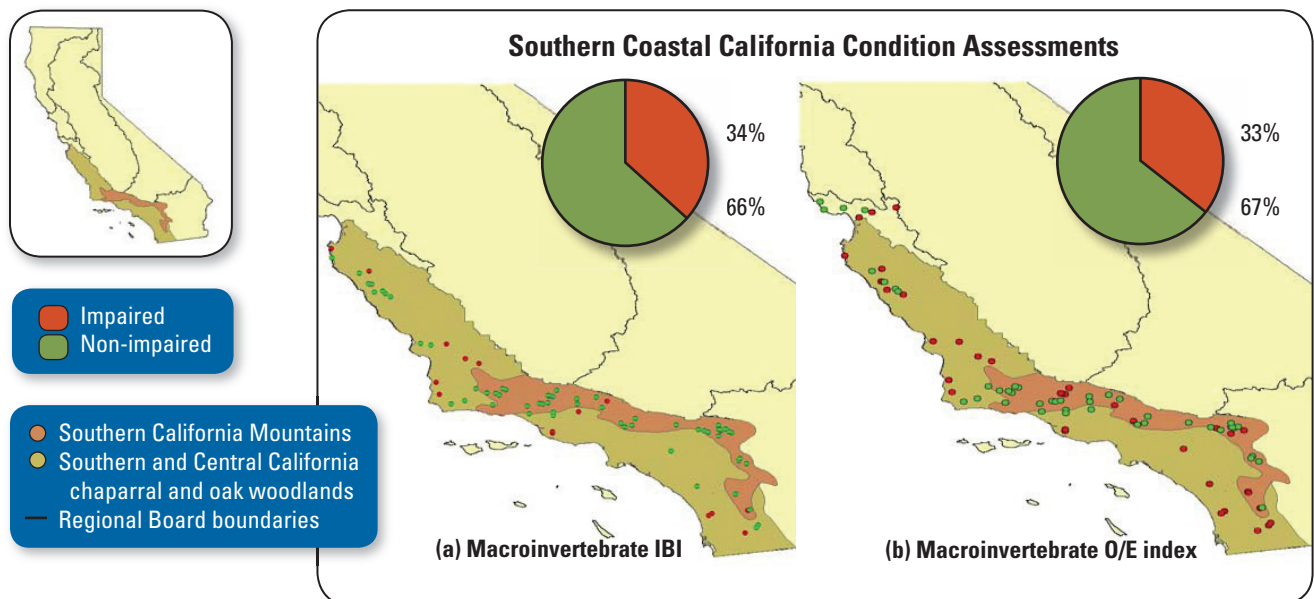 Southern Coastal California Condition Assessments
34%
66%
33%
67%
Impaired
Non-impaired
Southern California Mountains
Southern and Central California
chaparral and oak woodlands
Regional Board boundaries
(a) Macroinvertebrate IBI
(b) Macroinvertebrate O/E index